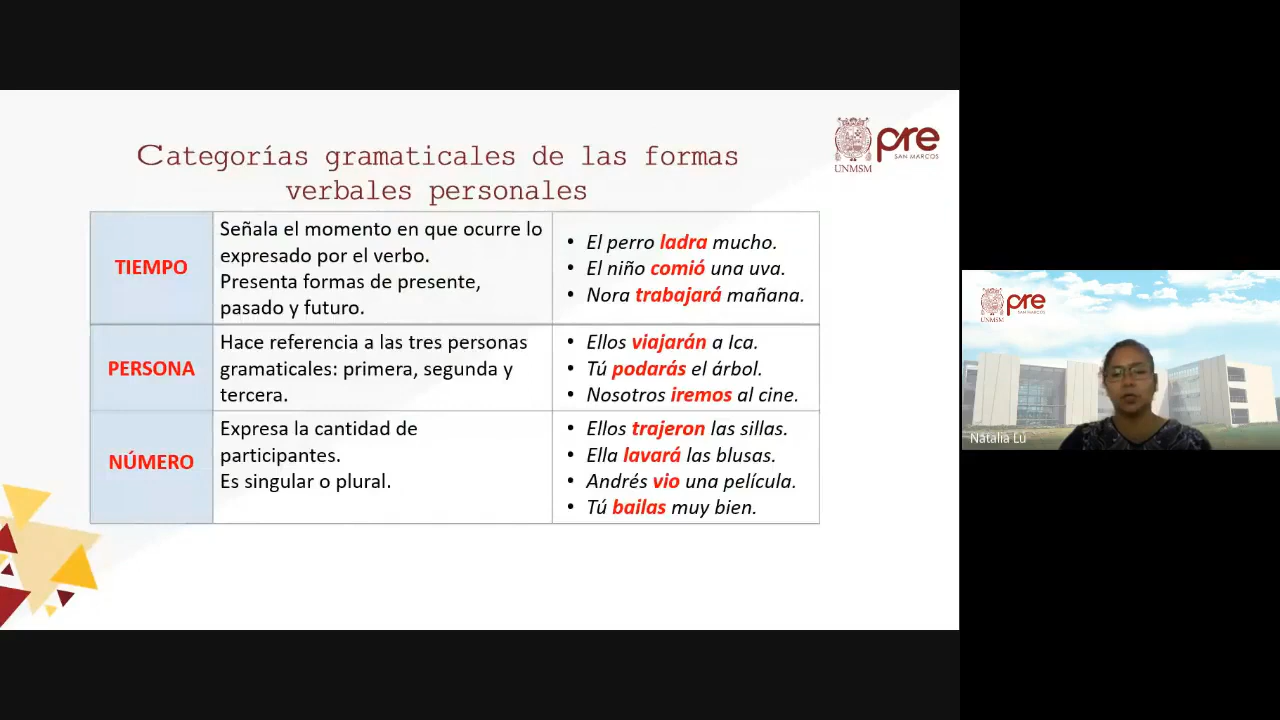 Categorías gramaticales de las formas
verbales personales
UNMSM
pre
SAN MARCOS
TIEMPO
Señala el momento en que ocurre lo
expresado por el verbo.
Presenta formas de presente,
pasado y futuro.
• El perro ladra mucho.
• El niño comió una uva.
• Nora trabajará mañana.
PERSONA
Hace referencia a las tres personas
gramaticales: primera, segunda y
tercera.
• Ellos viajarán a Ica.
• Tú podarás el árbol.
• Nosotros iremos al cine.
NÚMERO
Expresa la cantidad de
participantes.
Es singular o plural.
• Ellos trajeron las sillas.
• Ella lavará las blusas.
• Andrés vio una película.
• Tú bailas muy bien.
UNMSM
pre
SAN MARCOS
Natalia Lu